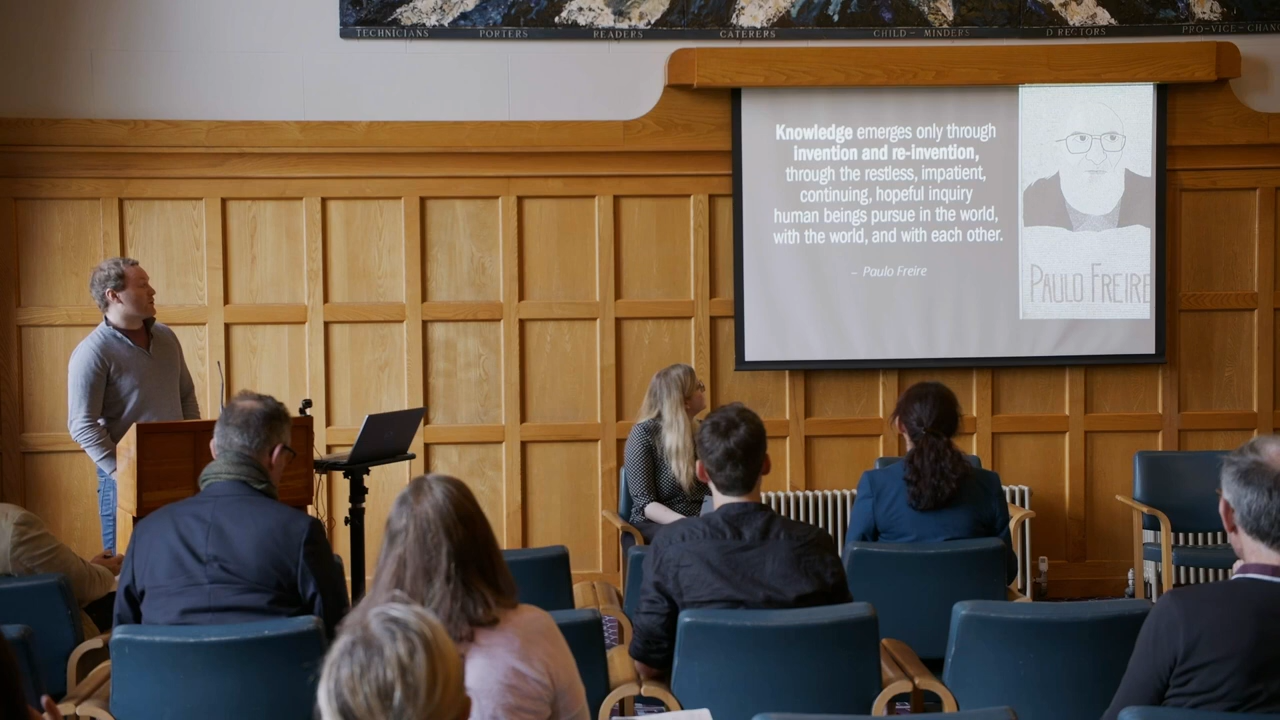 TECHNICIANS PORTERS READERS CATERERS CHILD-MINDERS DIRECTORS PRO-VICE-CHAN
Knowledge emerges only through
invention and re-invention,
through the restless, impatient,
continuing, hopeful inquiry
human beings pursue in the world,
with the world, and with each other.
– Paulo Freire
PAULO FREIRE